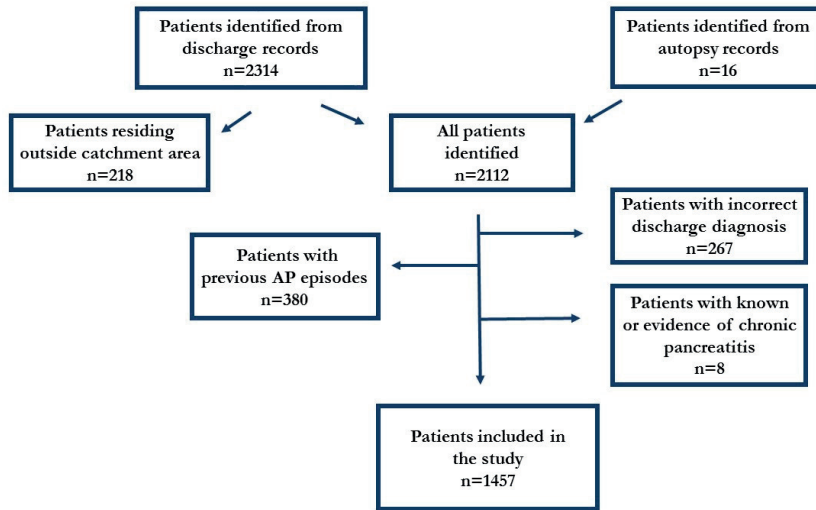 Patients identified from
discharge records
n=2314
Patients identified from
autopsy records
n=16
Patients residing
outside catchment area
n=218
All patients
identified
n=2112
Patients with incorrect
discharge diagnosis
n=267
Patients with
previous AP episodes
n=380
Patients with known
or evidence of chronic
pancreatitis
n=8
Patients included in
the study
n=1457